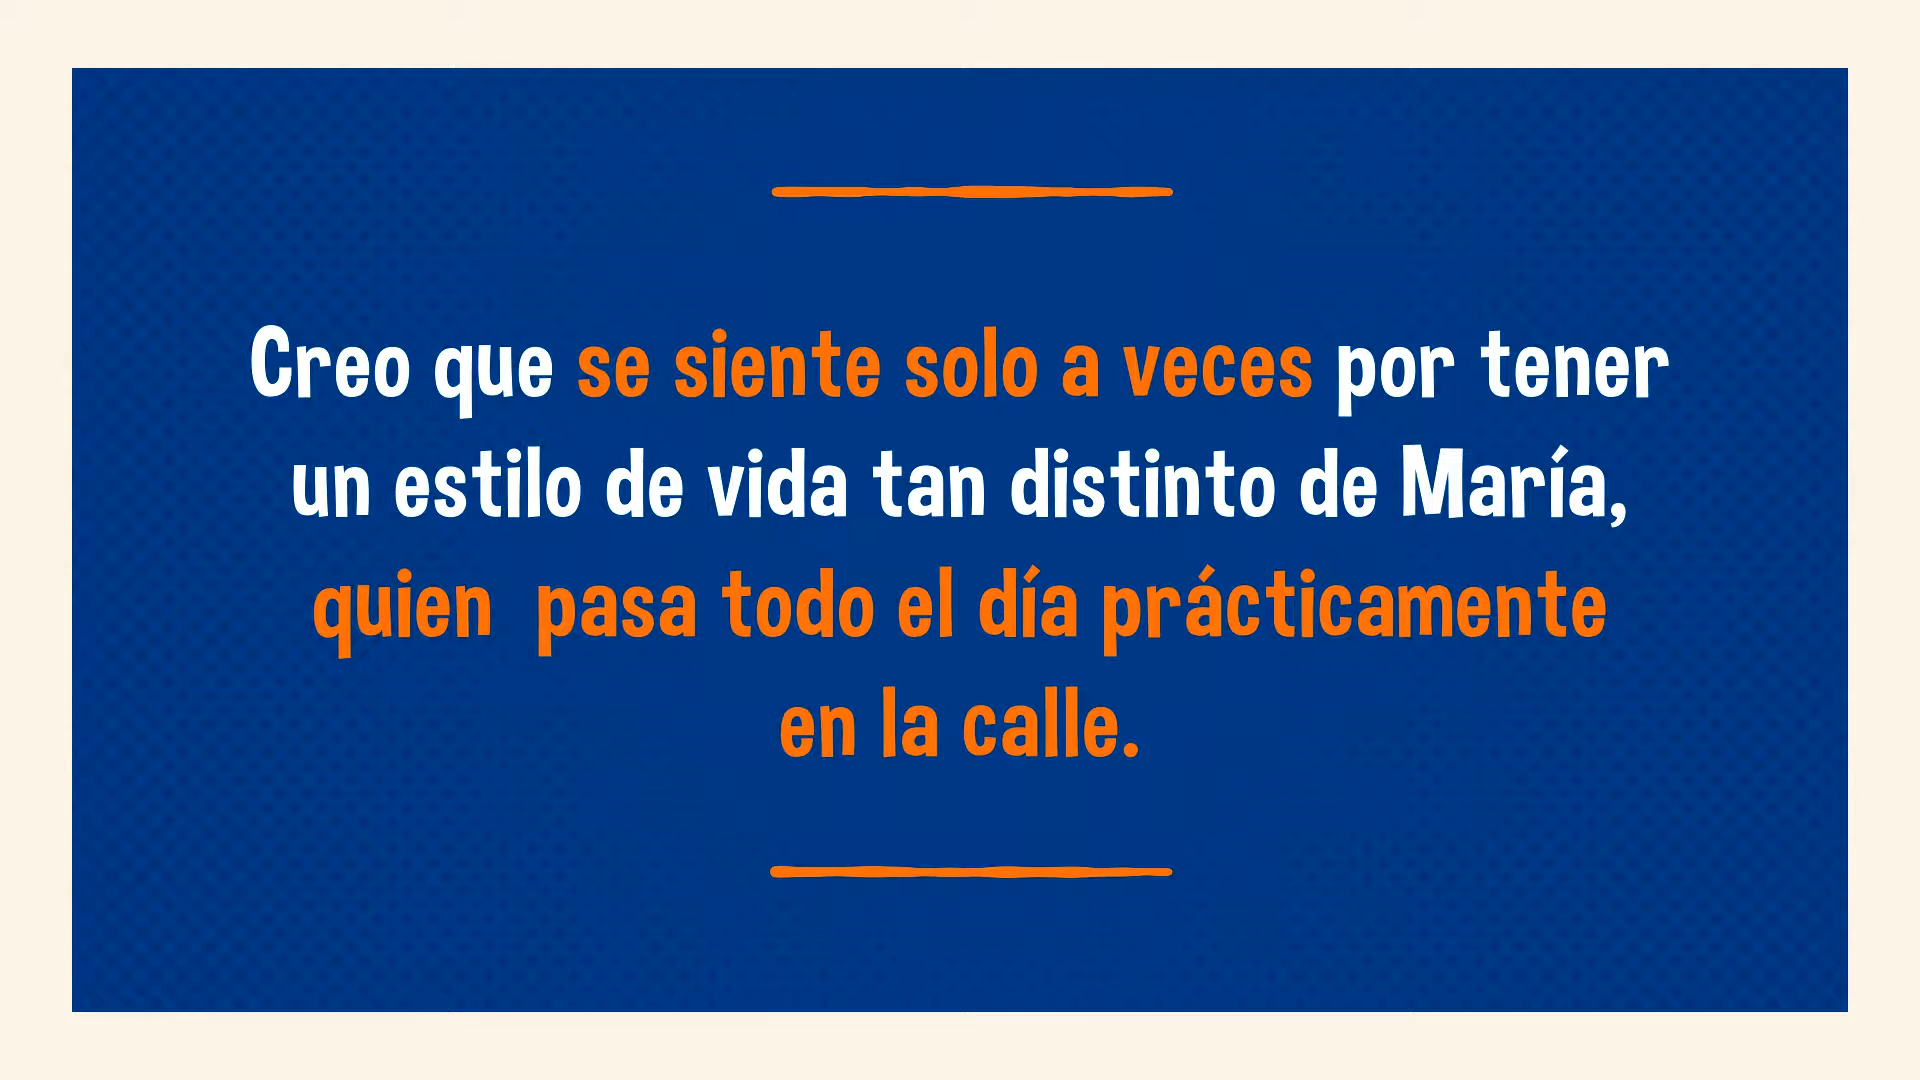 Creo que se siente solo a veces por tener
un estilo de vida tan distinto de María,
quien  pasa todo el día prácticamente
en la calle.